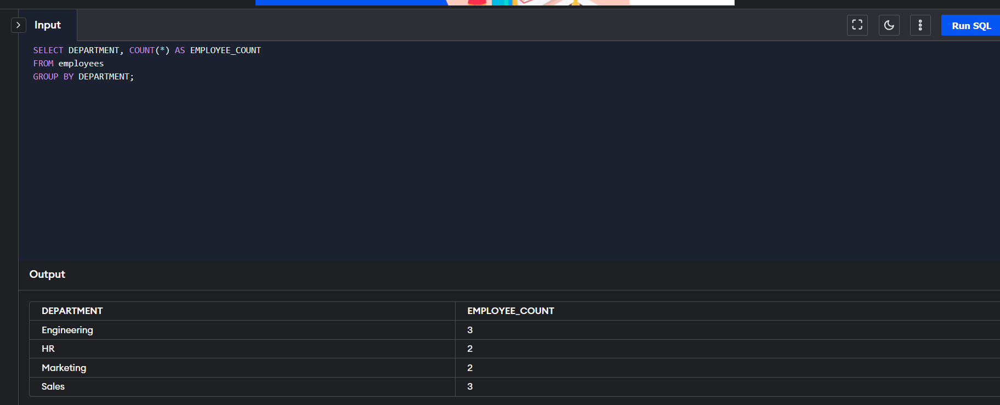 Input
Run SQL
SELECT DEPARTMENT, COUNT(*) AS EMPLOYEE_COUNT
FROM employees
GROUP BY DEPARTMENT;
Output
DEPARTMENT EMPLOYEE_COUNT
Engineering 3
HR 2
Marketing 2
Sales 3